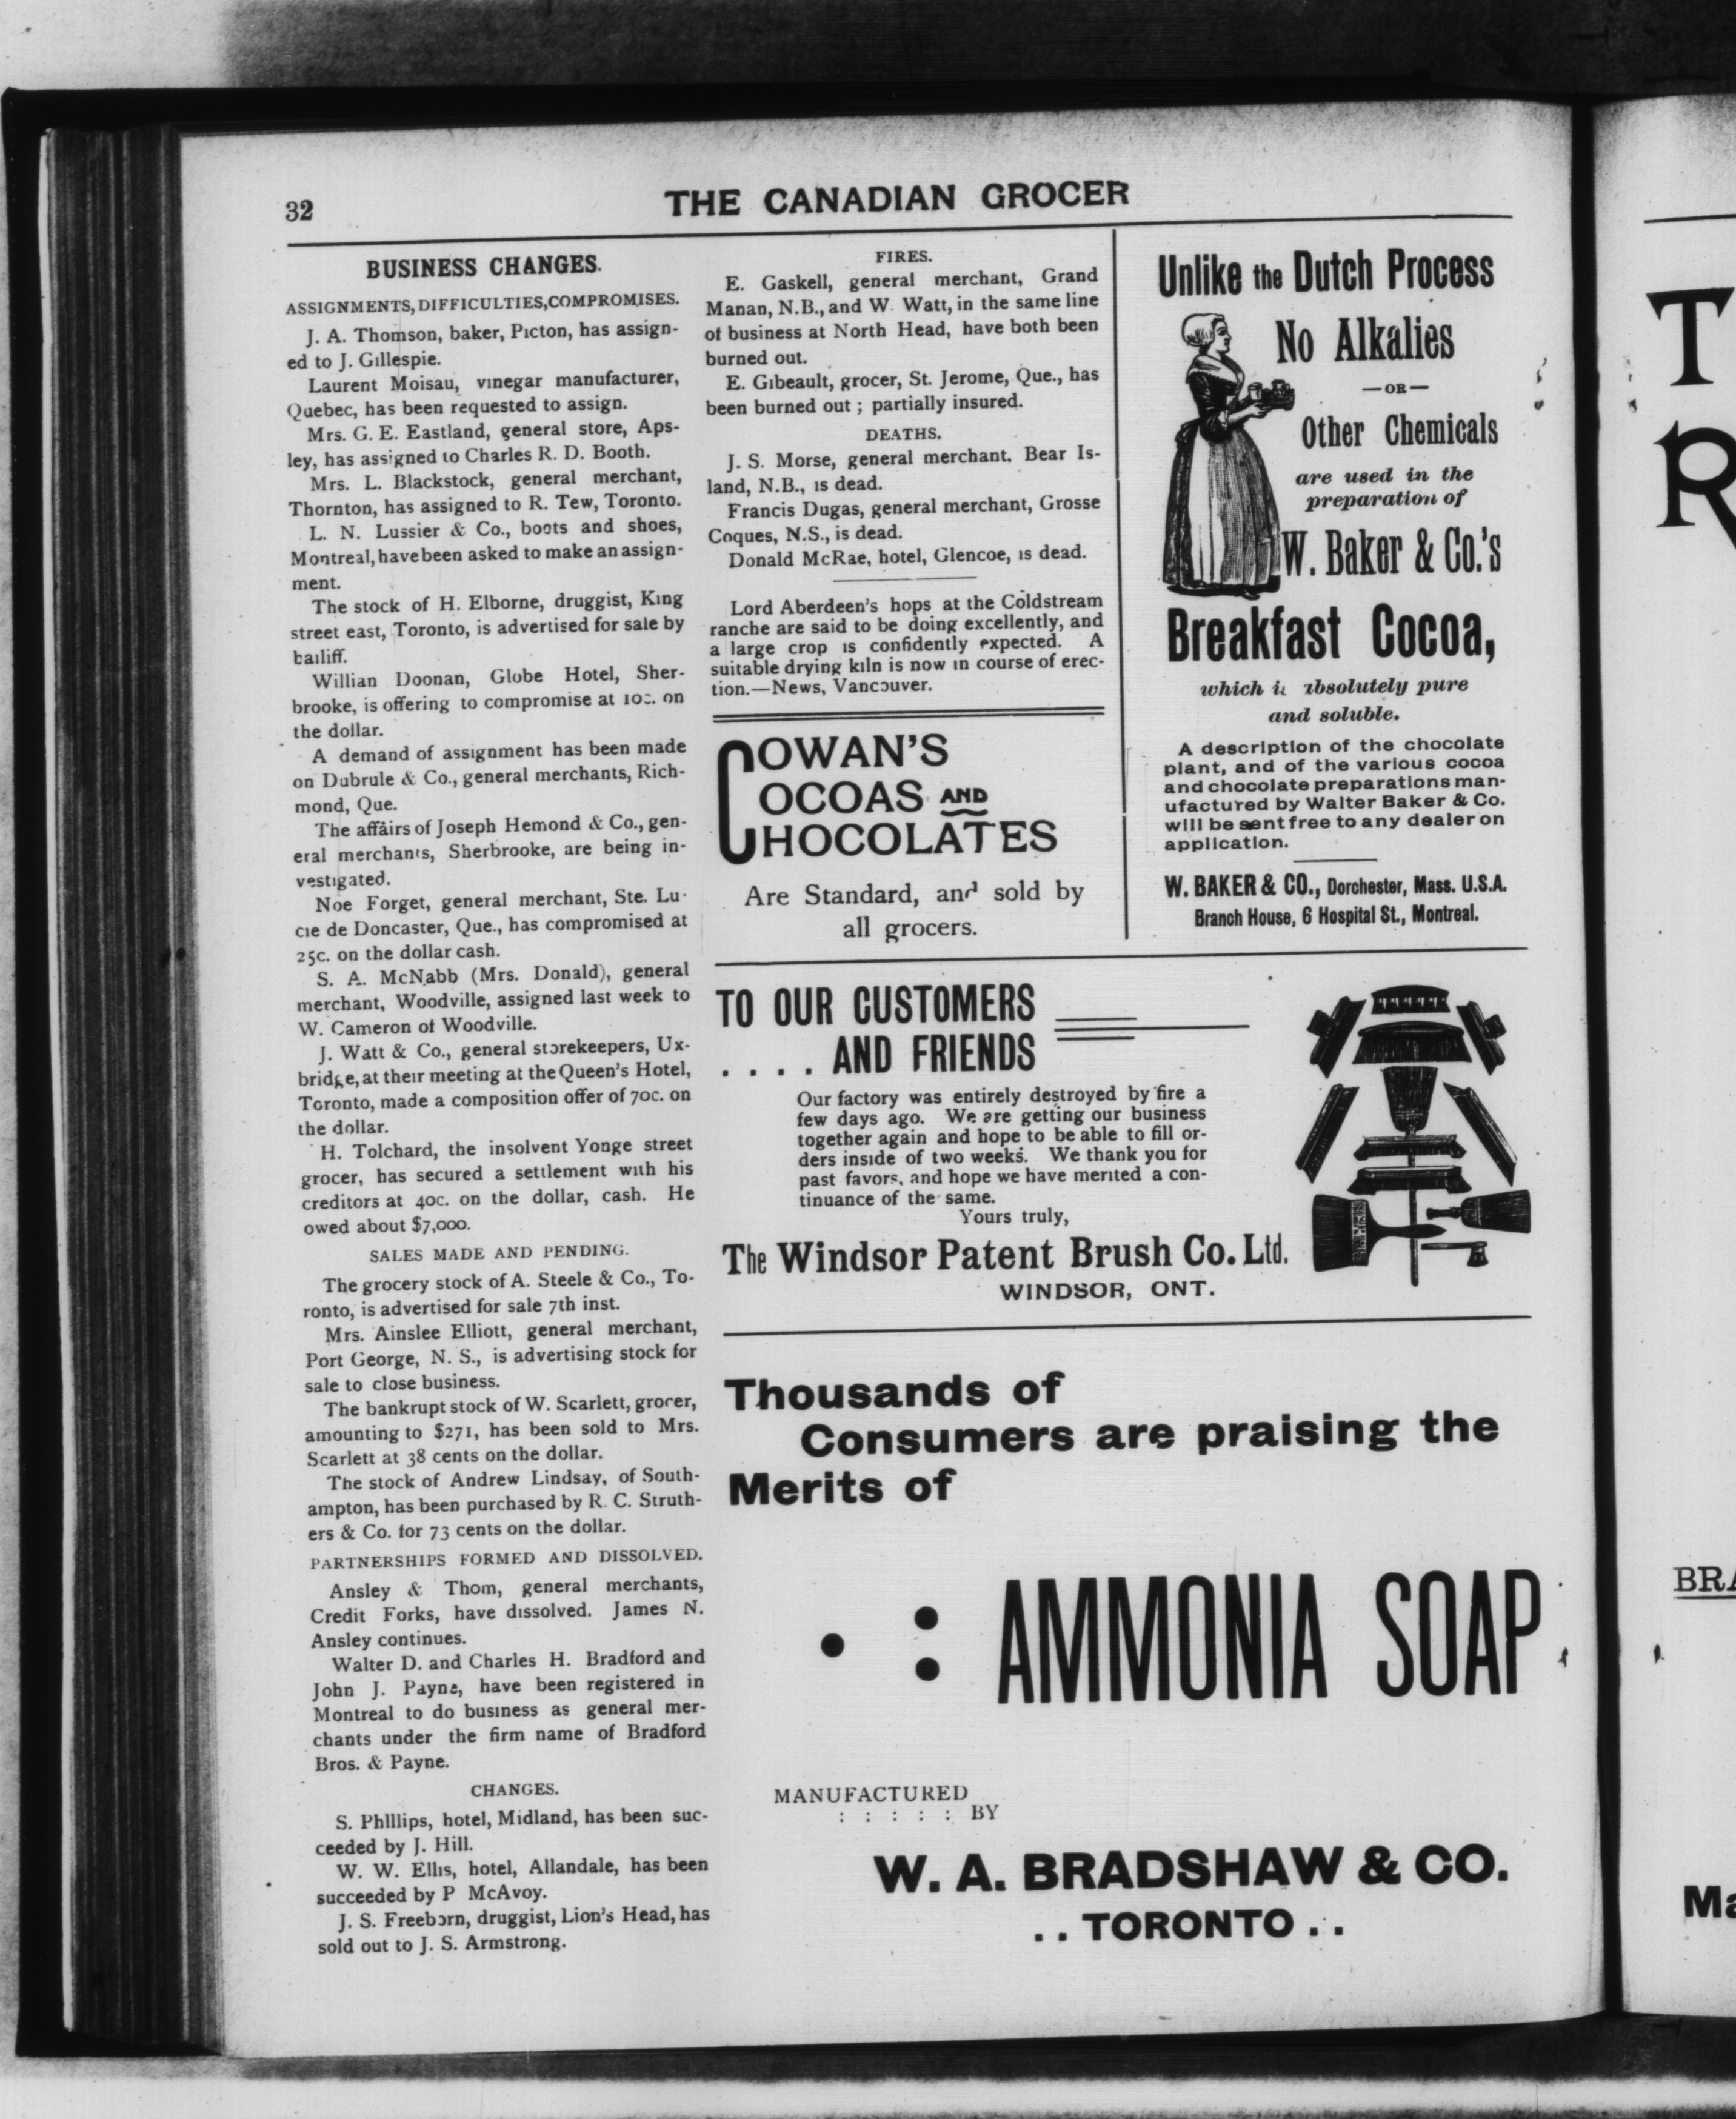 32
THE CANADIAN GROCER
BUSINESS CHANGES.
ASSIGNMENTS, DIFFICULTIES, COMPROMISES.
J. A. Thomson, baker, Picton, has assign-
ed to J. Gillespie.
Laurent Moisau, vinegar manufacturer,
Quebec, has been requested to assign.
Mrs. G. E. Eastland, general store, Aps-
ley, has assigned to Charles R. D. Booth.
Mrs. L. Blackstock, general merchant,
Thornton, has assigned to R. Tew, Toronto.
L. N. Lussier & Co., boots and shoes,
Montreal, have been asked to make an assign-
ment.
The stock of H. Elborne, druggist, King
street east, Toronto, is advertised for sale by
bailiff.
Willian Doonan, Globe Hotel, Sher-
brooke, is offering to compromise at 10c. on
the dollar.
A demand of assignment has been made
on Dubrule & Co., general merchants, Rich-
mond, Que.
The affairs of Joseph Hemond & Co., gen-
eral merchants, Sherbrooke, are being in-
vestigated.
Noe Forget, general merchant, Ste. Lu-
cie de Doncaster, Que., has compromised at
25c. on the dollar cash.
S. A. McNabb (Mrs. Donald), general
merchant, Woodville, assigned last week to
W. Cameron of Woodville.
J. Watt & Co., general storekeepers, Ux-
bridge, at their meeting at the Queen's Hotel,
Toronto, made a composition offer of 70c. on
the dollar.
H. Tolchard, the insolvent Yonge street
grocer, has secured a settlement with his
creditors at 40c. on the dollar, cash. He
owed about $7,000.
SALES MADE AND PENDING.
The grocery stock of A. Steele & Co., To-
ronto, is advertised for sale 7th inst.
Mrs. Ainslee Elliott, general merchant,
Port George, N. S., is advertising stock for
sale to close business.
The bankrupt stock of W. Scarlett, grocer,
amounting to $271, has been sold to Mrs.
Scarlett at 38 cents on the dollar.
The stock of Andrew Lindsay, of South-
ampton, has been purchased by R. C. Struth-
ers & Co. for 73 cents on the dollar.
PARTNERSHIPS FORMED AND DISSOLVED.
Ansley & Thom, general merchants,
Credit Forks, have dissolved. James N.
Ansley continues.
Walter D. and Charles H. Bradford and
John J. Payne, have been registered in
Montreal to do business as general mer-
chants under the firm name of Bradford
Bros. & Payne.
CHANGES.
S. Phillips, hotel, Midland, has been suc-
ceeded by J. Hill.
W. W. Ellis, hotel, Allandale, has been
succeeded by P McAvoy.
J. S. Freeborn, druggist, Lion's Head, has
sold out to J. S. Armstrong.
FIRES.
E. Gaskell, general merchant, Grand
Manan, N.B., and W. Watt, in the same line
of business at North Head, have both been
burned out.
E. Gibeault, grocer, St. Jerome, Que., has
been burned out ; partially insured.
DEATHS.
J. S. Morse, general merchant, Bear Is-
land, N.B., is dead.
Francis Dugas, general merchant, Grosse
Coques, N.S., is dead.
Donald McRae, hotel, Glencoe, is dead.
Lord Aberdeen's hops at the Coldstream
ranche are said to be doing excellently, and
a large crop is confidently expected. A
suitable drying kiln is now in course of erec-
tion.—News, Vancouver.
COWAN'S
COCOAS AND
CHOCOLATES
Are Standard, and sold by
all grocers.
Unlike the Dutch Process
No Alkalies
—OR—
Other Chemicals
are used in the
preparation of
W. Baker & Co.'s
Breakfast Cocoa,
which is absolutely pure
and soluble.
A description of the chocolate
plant, and of the various cocoa
and chocolate preparations man-
ufactured by Walter Baker & Co.
will be sent free to any dealer on
application.
W. BAKER & CO., Dorchester, Mass. U.S.A.
Branch House, 6 Hospital St., Montreal.
TO OUR CUSTOMERS
. . . . AND FRIENDS
Our factory was entirely destroyed by fire a
few days ago. We are getting our business
together again and hope to be able to fill or-
ders inside of two weeks. We thank you for
past favors, and hope we have merited a con-
tinuance of the same.
Yours truly,
The Windsor Patent Brush Co. Ltd.
WINDSOR, ONT.
Thousands of
Consumers are praising the
Merits of
• : AMMONIA SOAP
MANUFACTURED
: : : : : BY
W. A. BRADSHAW & CO.
. . TORONTO . .
T
R
BRA
Ma